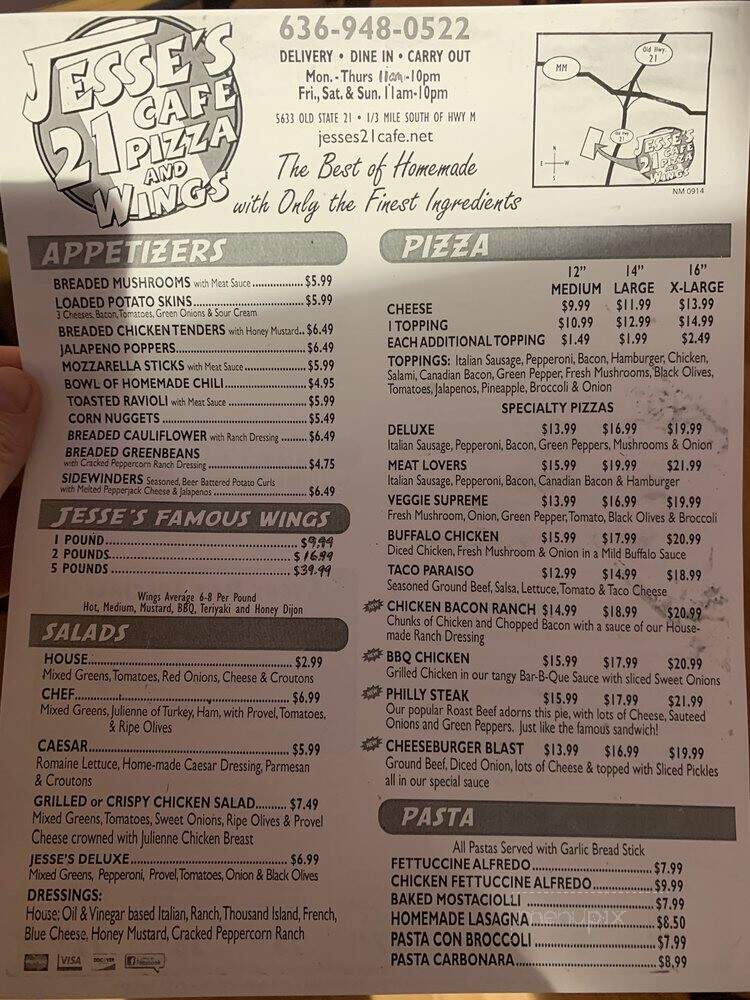 JESSE'S
21 CAFE
PIZZA
AND
WINGS
636-948-0522
DELIVERY • DINE IN • CARRY OUT
Mon. - Thurs 11am-10pm
Fri., Sat. & Sun. 11am-10pm
5633 OLD STATE 21 • 1/3 MILE SOUTH OF HWY M
jesses21cafe.net
The Best of Homemade
with Only the Finest Ingredients
Old Hwy.
21
MM
Old Hwy
21
JESSE'S
21 CAFE
PIZZA
AND
WINGS
N
E
W
S
NM 0914
APPETIZERS
BREADED MUSHROOMS with Meat Sauce ................ $5.99
LOADED POTATO SKINS............................ $5.99
3 Cheeses, Bacon, Tomatoes, Green Onions & Sour Cream
BREADED CHICKEN TENDERS with Honey Mustard.. $6.49
JALAPENO POPPERS................................ $6.49
MOZZARELLA STICKS with Meat Sauce .................. $5.99
BOWL OF HOMEMADE CHILI...................... $4.95
TOASTED RAVIOLI with Meat Sauce ..................... $5.99
CORN NUGGETS ................................... $5.49
BREADED CAULIFLOWER with Ranch Dressing ........ $6.49
BREADED GREENBEANS
with Cracked Peppercorn Ranch Dressing ........................ $4.75
SIDEWINDERS Seasoned, Beer Battered Potato Curls
with Melted Pepperjack Cheese & Jalapenos ....................... $6.49
JESSE'S FAMOUS WINGS
1 POUND............................................ $9.99
2 POUNDS.......................................... $16.99
5 POUNDS .......................................... $39.99
Wings Average 6-8 Per Pound
Hot, Medium, Mustard, BBQ, Teriyaki and Honey Dijon
SALADS
HOUSE............................................. $2.99
Mixed Greens, Tomatoes, Red Onions, Cheese & Croutons
CHEF................................................ $6.99
Mixed Greens, Julienne of Turkey, Ham, with Provel, Tomatoes,
& Ripe Olives
CAESAR............................................ $5.99
Romaine Lettuce, Home-made Caesar Dressing, Parmesan
& Croutons
GRILLED or CRISPY CHICKEN SALAD.......... $7.49
Mixed Greens, Tomatoes, Sweet Onions, Ripe Olives & Provel
Cheese crowned with Julienne Chicken Breast
JESSE'S DELUXE.................................. $6.99
Mixed Greens, Pepperoni, Provel, Tomatoes, Onion & Black Olives
DRESSINGS:
House; Oil & Vinegar based Italian, Ranch, Thousand Island, French,
Blue Cheese, Honey Mustard, Cracked Peppercorn Ranch
VISA
DISCOVER
facebook
PIZZA
12" 14" 16"
MEDIUM LARGE X-LARGE
CHEESE $9.99 $11.99 $13.99
1 TOPPING $10.99 $12.99 $14.99
EACH ADDITIONAL TOPPING $1.49 $1.99 $2.49
TOPPINGS: Italian Sausage, Pepperoni, Bacon, Hamburger, Chicken,
Salami, Canadian Bacon, Green Pepper, Fresh Mushrooms, Black Olives,
Tomatoes, Jalapenos, Pineapple, Broccoli & Onion
SPECIALTY PIZZAS
DELUXE $13.99 $16.99 $19.99
Italian Sausage, Pepperoni, Bacon, Green Peppers, Mushrooms & Onion
MEAT LOVERS $15.99 $19.99 $21.99
Italian Sausage, Pepperoni, Bacon, Canadian Bacon & Hamburger
VEGGIE SUPREME $13.99 $16.99 $19.99
Fresh Mushroom, Onion, Green Pepper, Tomato, Black Olives & Broccoli
BUFFALO CHICKEN $15.99 $17.99 $20.99
Diced Chicken, Fresh Mushroom & Onion in a Mild Buffalo Sauce
TACO PARAISO $12.99 $14.99 $18.99
Seasoned Ground Beef, Salsa, Lettuce, Tomato & Taco Cheese
CHICKEN BACON RANCH $14.99 $18.99 $20.99
Chunks of Chicken and Chopped Bacon with a sauce of our House-
made Ranch Dressing
BBQ CHICKEN $15.99 $17.99 $20.99
Grilled Chicken in our tangy Bar-B-Que Sauce with sliced Sweet Onions
PHILLY STEAK $15.99 $17.99 $21.99
Our popular Roast Beef adorns this pie, with lots of Cheese, Sauteed
Onions and Green Peppers. Just like the famous sandwich!
CHEESEBURGER BLAST $13.99 $16.99 $19.99
Ground Beef, Diced Onion, lots of Cheese & topped with Sliced Pickles
all in our special sauce
PASTA
All Pastas Served with Garlic Bread Stick
FETTUCCINE ALFREDO......................... $7.99
CHICKEN FETTUCCINE ALFREDO............ $9.99
BAKED MOSTACIOLLI ......................... $7.99
HOMEMADE LASAGNA......................... $8.50
PASTA CON BROCCOLI ........................ $7.99
PASTA CARBONARA............................ $8.99
menupix